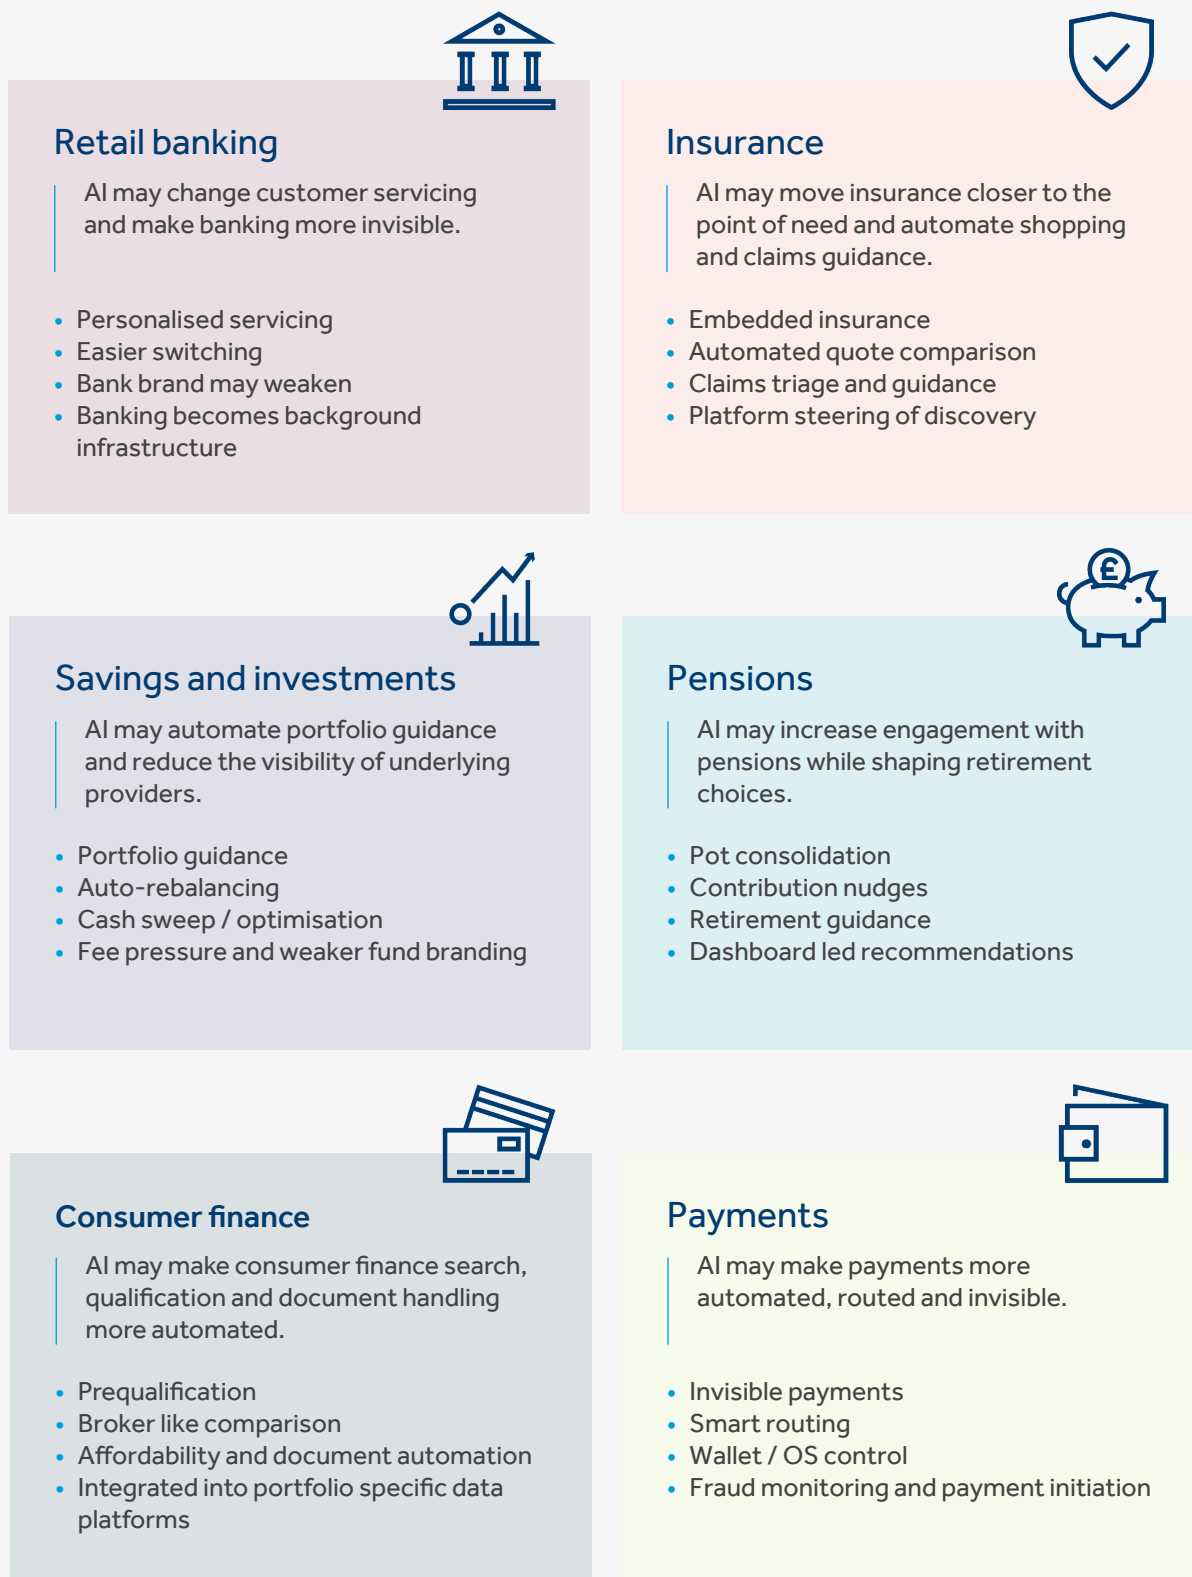 Retail banking
AI may change customer servicing
and make banking more invisible.
• Personalised servicing
• Easier switching
• Bank brand may weaken
• Banking becomes background
infrastructure
Insurance
AI may move insurance closer to the
point of need and automate shopping
and claims guidance.
• Embedded insurance
• Automated quote comparison
• Claims triage and guidance
• Platform steering of discovery
Savings and investments
AI may automate portfolio guidance
and reduce the visibility of underlying
providers.
• Portfolio guidance
• Auto-rebalancing
• Cash sweep / optimisation
• Fee pressure and weaker fund branding
£
Pensions
AI may increase engagement with
pensions while shaping retirement
choices.
• Pot consolidation
• Contribution nudges
• Retirement guidance
• Dashboard led recommendations
Consumer finance
AI may make consumer finance search,
qualification and document handling
more automated.
• Prequalification
• Broker like comparison
• Affordability and document automation
• Integrated into portfolio specific data
platforms
Payments
AI may make payments more
automated, routed and invisible.
• Invisible payments
• Smart routing
• Wallet / OS control
• Fraud monitoring and payment initiation